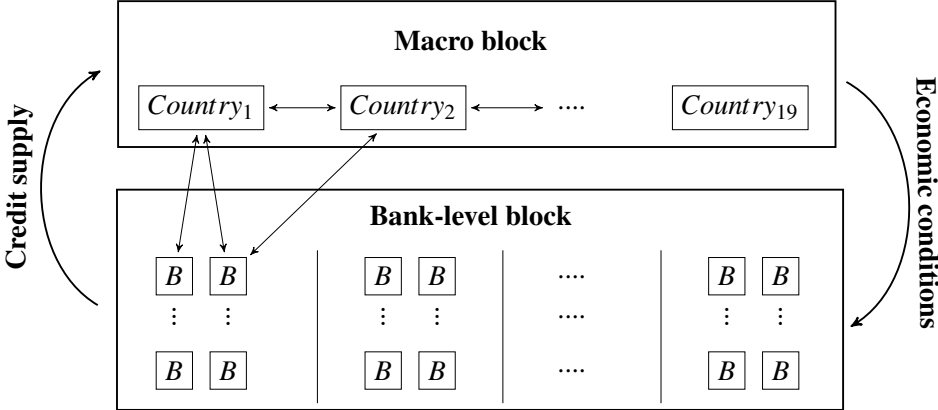 Macro block
Country₁ Country₂ .... Country₁₉
Credit supply
Economic conditions
Bank-level block
B B B B .... B B
⋮ ⋮ ⋮ ⋮ .... ⋮ ⋮
B B B B .... B B